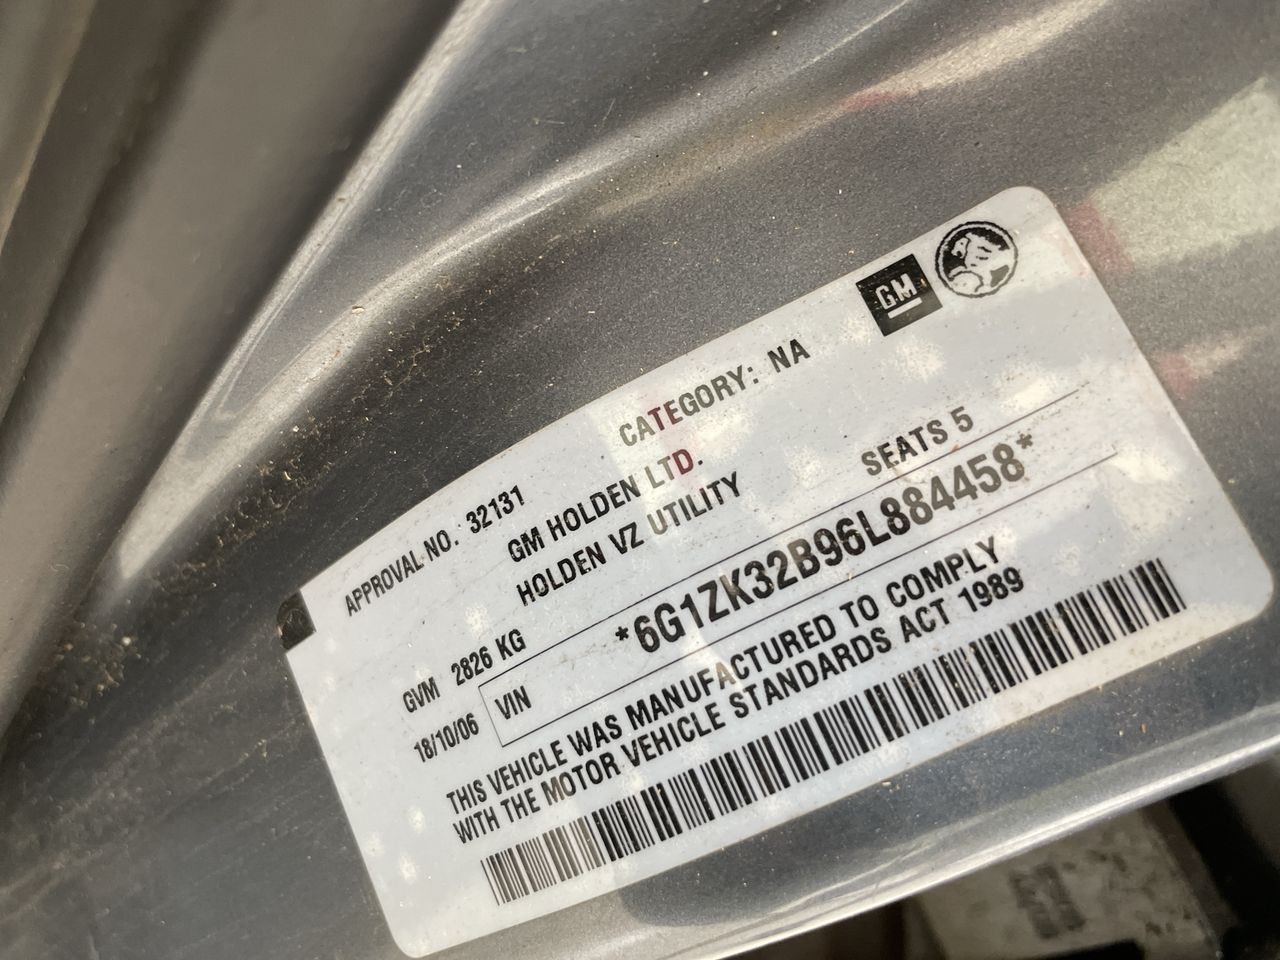 GM
APPROVAL NO. 32131 CATEGORY: NA
GM HOLDEN LTD.
HOLDEN VZ UTILITY
GVM 2826 KG SEATS 5
18/10/06 VIN *6G1ZK32B96L884458*
THIS VEHICLE WAS MANUFACTURED TO COMPLY
WITH THE MOTOR VEHICLE STANDARDS ACT 1989